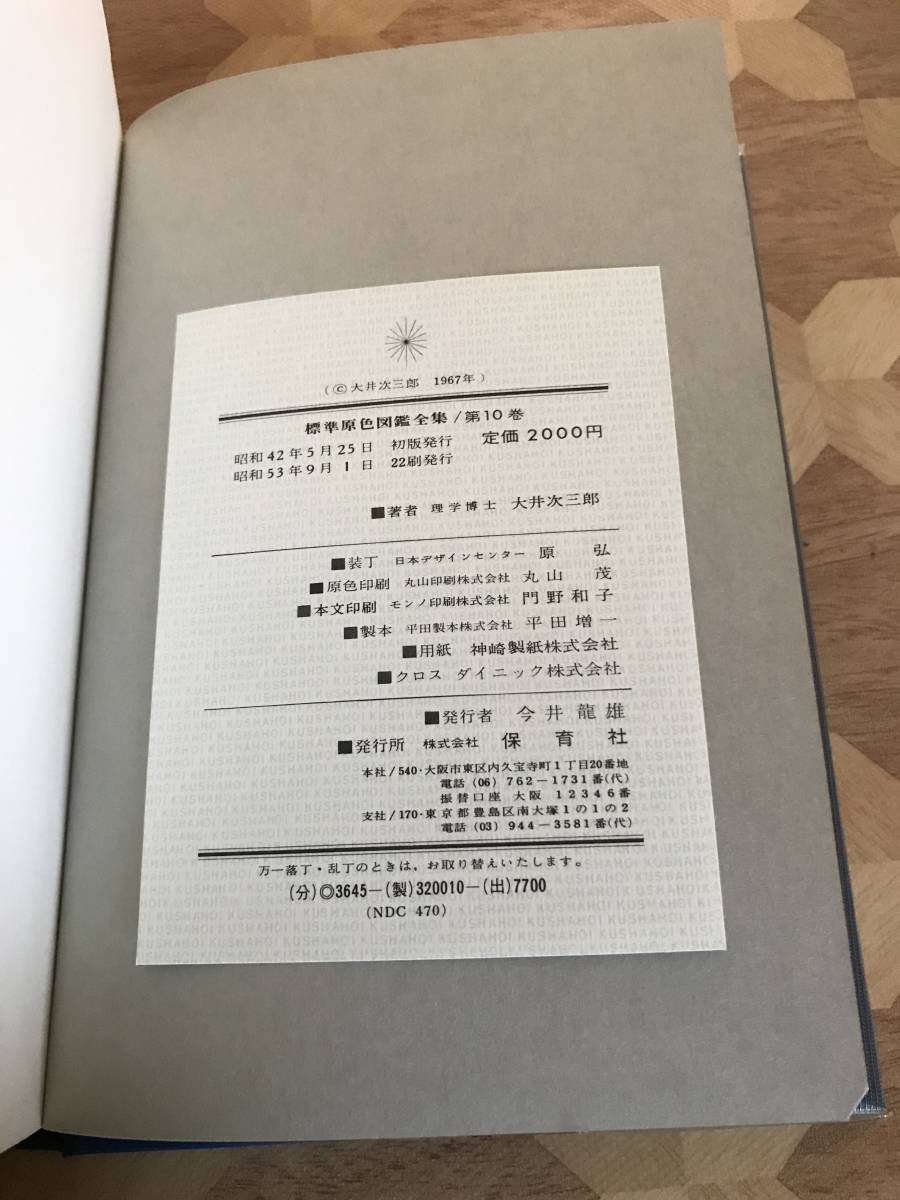 (©大井次三郎 1967年)
標準原色図鑑全集/第10巻
昭和42年5月25日 初版発行 定価 2000円
昭和53年9月1日 22刷発行
■著者 理学博士 大井次三郎
■装丁 日本デザインセンター 原 弘
■原色印刷 丸山印刷株式会社 丸山 茂
■本文印刷 モンノ印刷株式会社 門野和子
■製本 平田製本株式会社 平田増一
■用紙 神崎製紙株式会社
■クロス ダイニック株式会社
■発行者 今井龍雄
■発行所 株式会社 保育社
本社/540・大阪市東区内久宝寺町1丁目20番地
電話 (06) 762-1731番(代)
振替口座 大阪 12346番
支社/170・東京都豊島区南大塚1の1の2
電話 (03) 944-3581番(代)
万一落丁・乱丁のときは、お取り替えいたします。
(分)◎3645-(製)320010-(出)7700
(NDC 470)